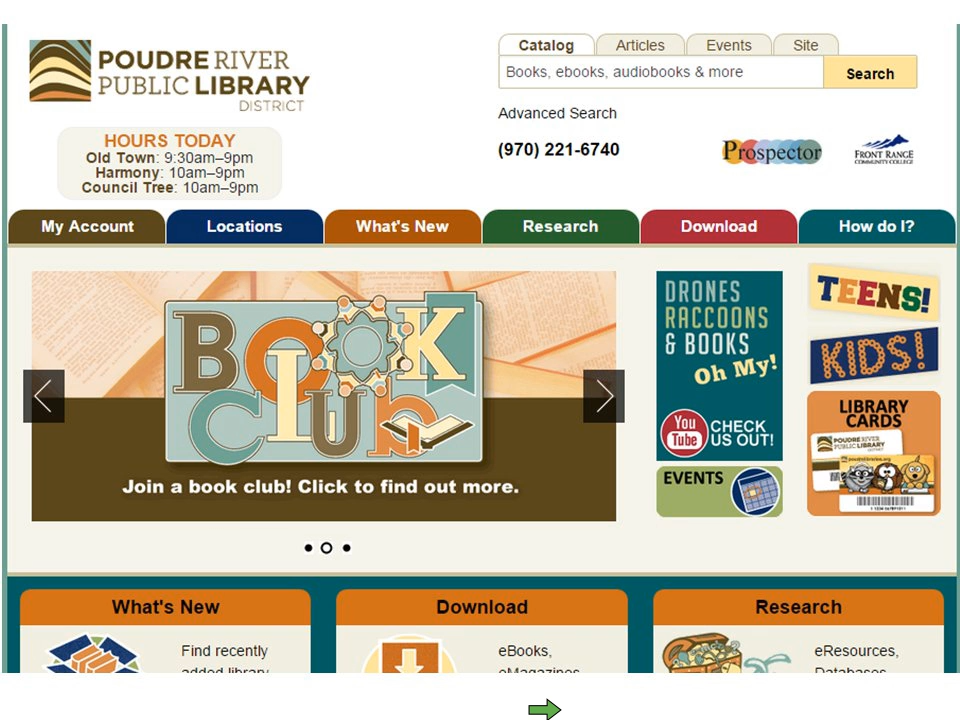 POUDRE RIVER
PUBLIC LIBRARY
DISTRICT
HOURS TODAY
Old Town: 9:30am–9pm
Harmony: 10am–9pm
Council Tree: 10am–9pm
Catalog Articles Events Site
Books, ebooks, audiobooks & more Search
Advanced Search
(970) 221-6740
Prospector
FRONT RANGE
COMMUNITY COLLEGE
My Account Locations What's New Research Download How do I?
BOOK
Club
Join a book club! Click to find out more.
DRONES
RACCOONS
& BOOKS
Oh My!
You
Tube
CHECK
US OUT!
EVENTS
TEENS!
KIDS!
LIBRARY
CARDS
POUDRE RIVER
PUBLIC LIBRARY
DISTRICT
poudrelibraries.org
What's New Download Research
Find recently
added library
eBooks,
eMagazines
eResources,
Databases